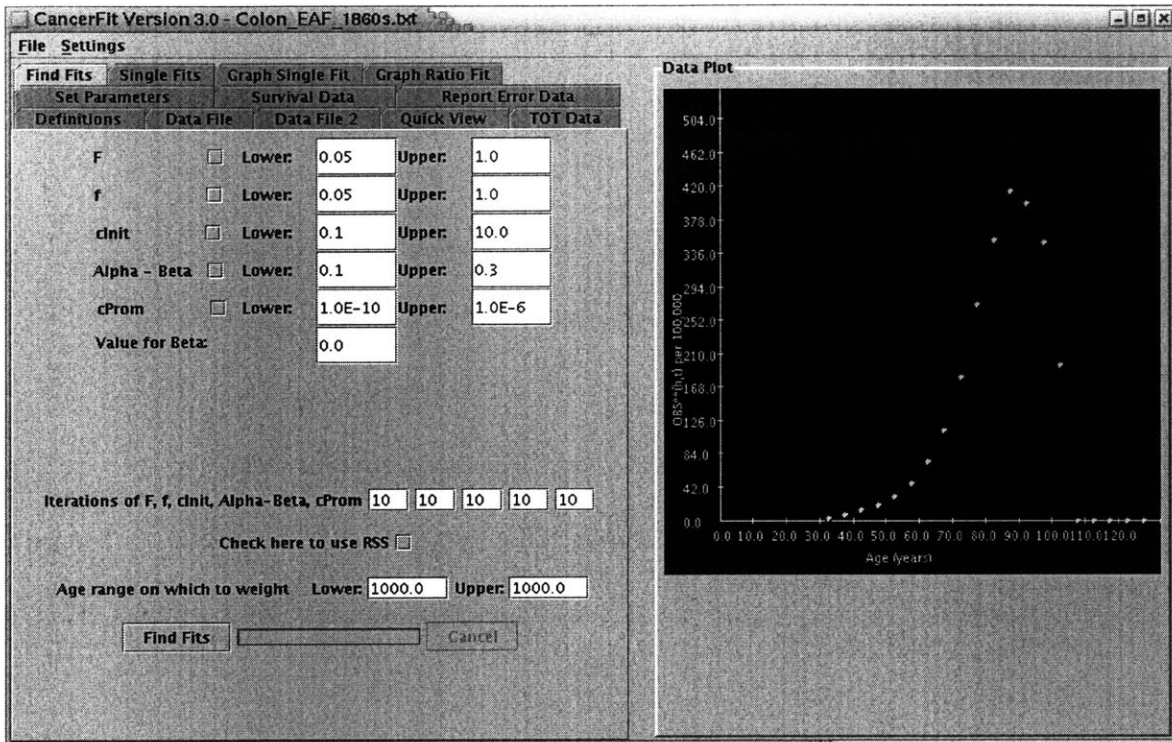 CancerFit Version 3.0 - Colon_EAF_1860s.txt
File Settings
Find Fits Single Fits Graph Single Fit Graph Ratio Fit
Set Parameters Survival Data Report Error Data
Definitions Data File Data File 2 Quick View TOT Data
F Lower: 0.05 Upper: 1.0
f Lower: 0.05 Upper: 1.0
cInit Lower: 0.1 Upper: 10.0
Alpha - Beta Lower: 0.1 Upper: 0.3
cProm Lower: 1.0E-10 Upper: 1.0E-6
Value for Beta: 0.0
Iterations of F, f, cInit, Alpha-Beta, cProm 10 10 10 10 10
Check here to use RSS
Age range on which to weight Lower: 1000.0 Upper: 1000.0
Find Fits Cancel
Data Plot
504.0
462.0
420.0
378.0
336.0
294.0
252.0
210.0
168.0
126.0
84.0
42.0
0.0
OBS**(h,t) per 100,000
0.0 10.0 20.0 30.0 40.0 50.0 60.0 70.0 80.0 90.0 100.0110.0120.0
Age (years)